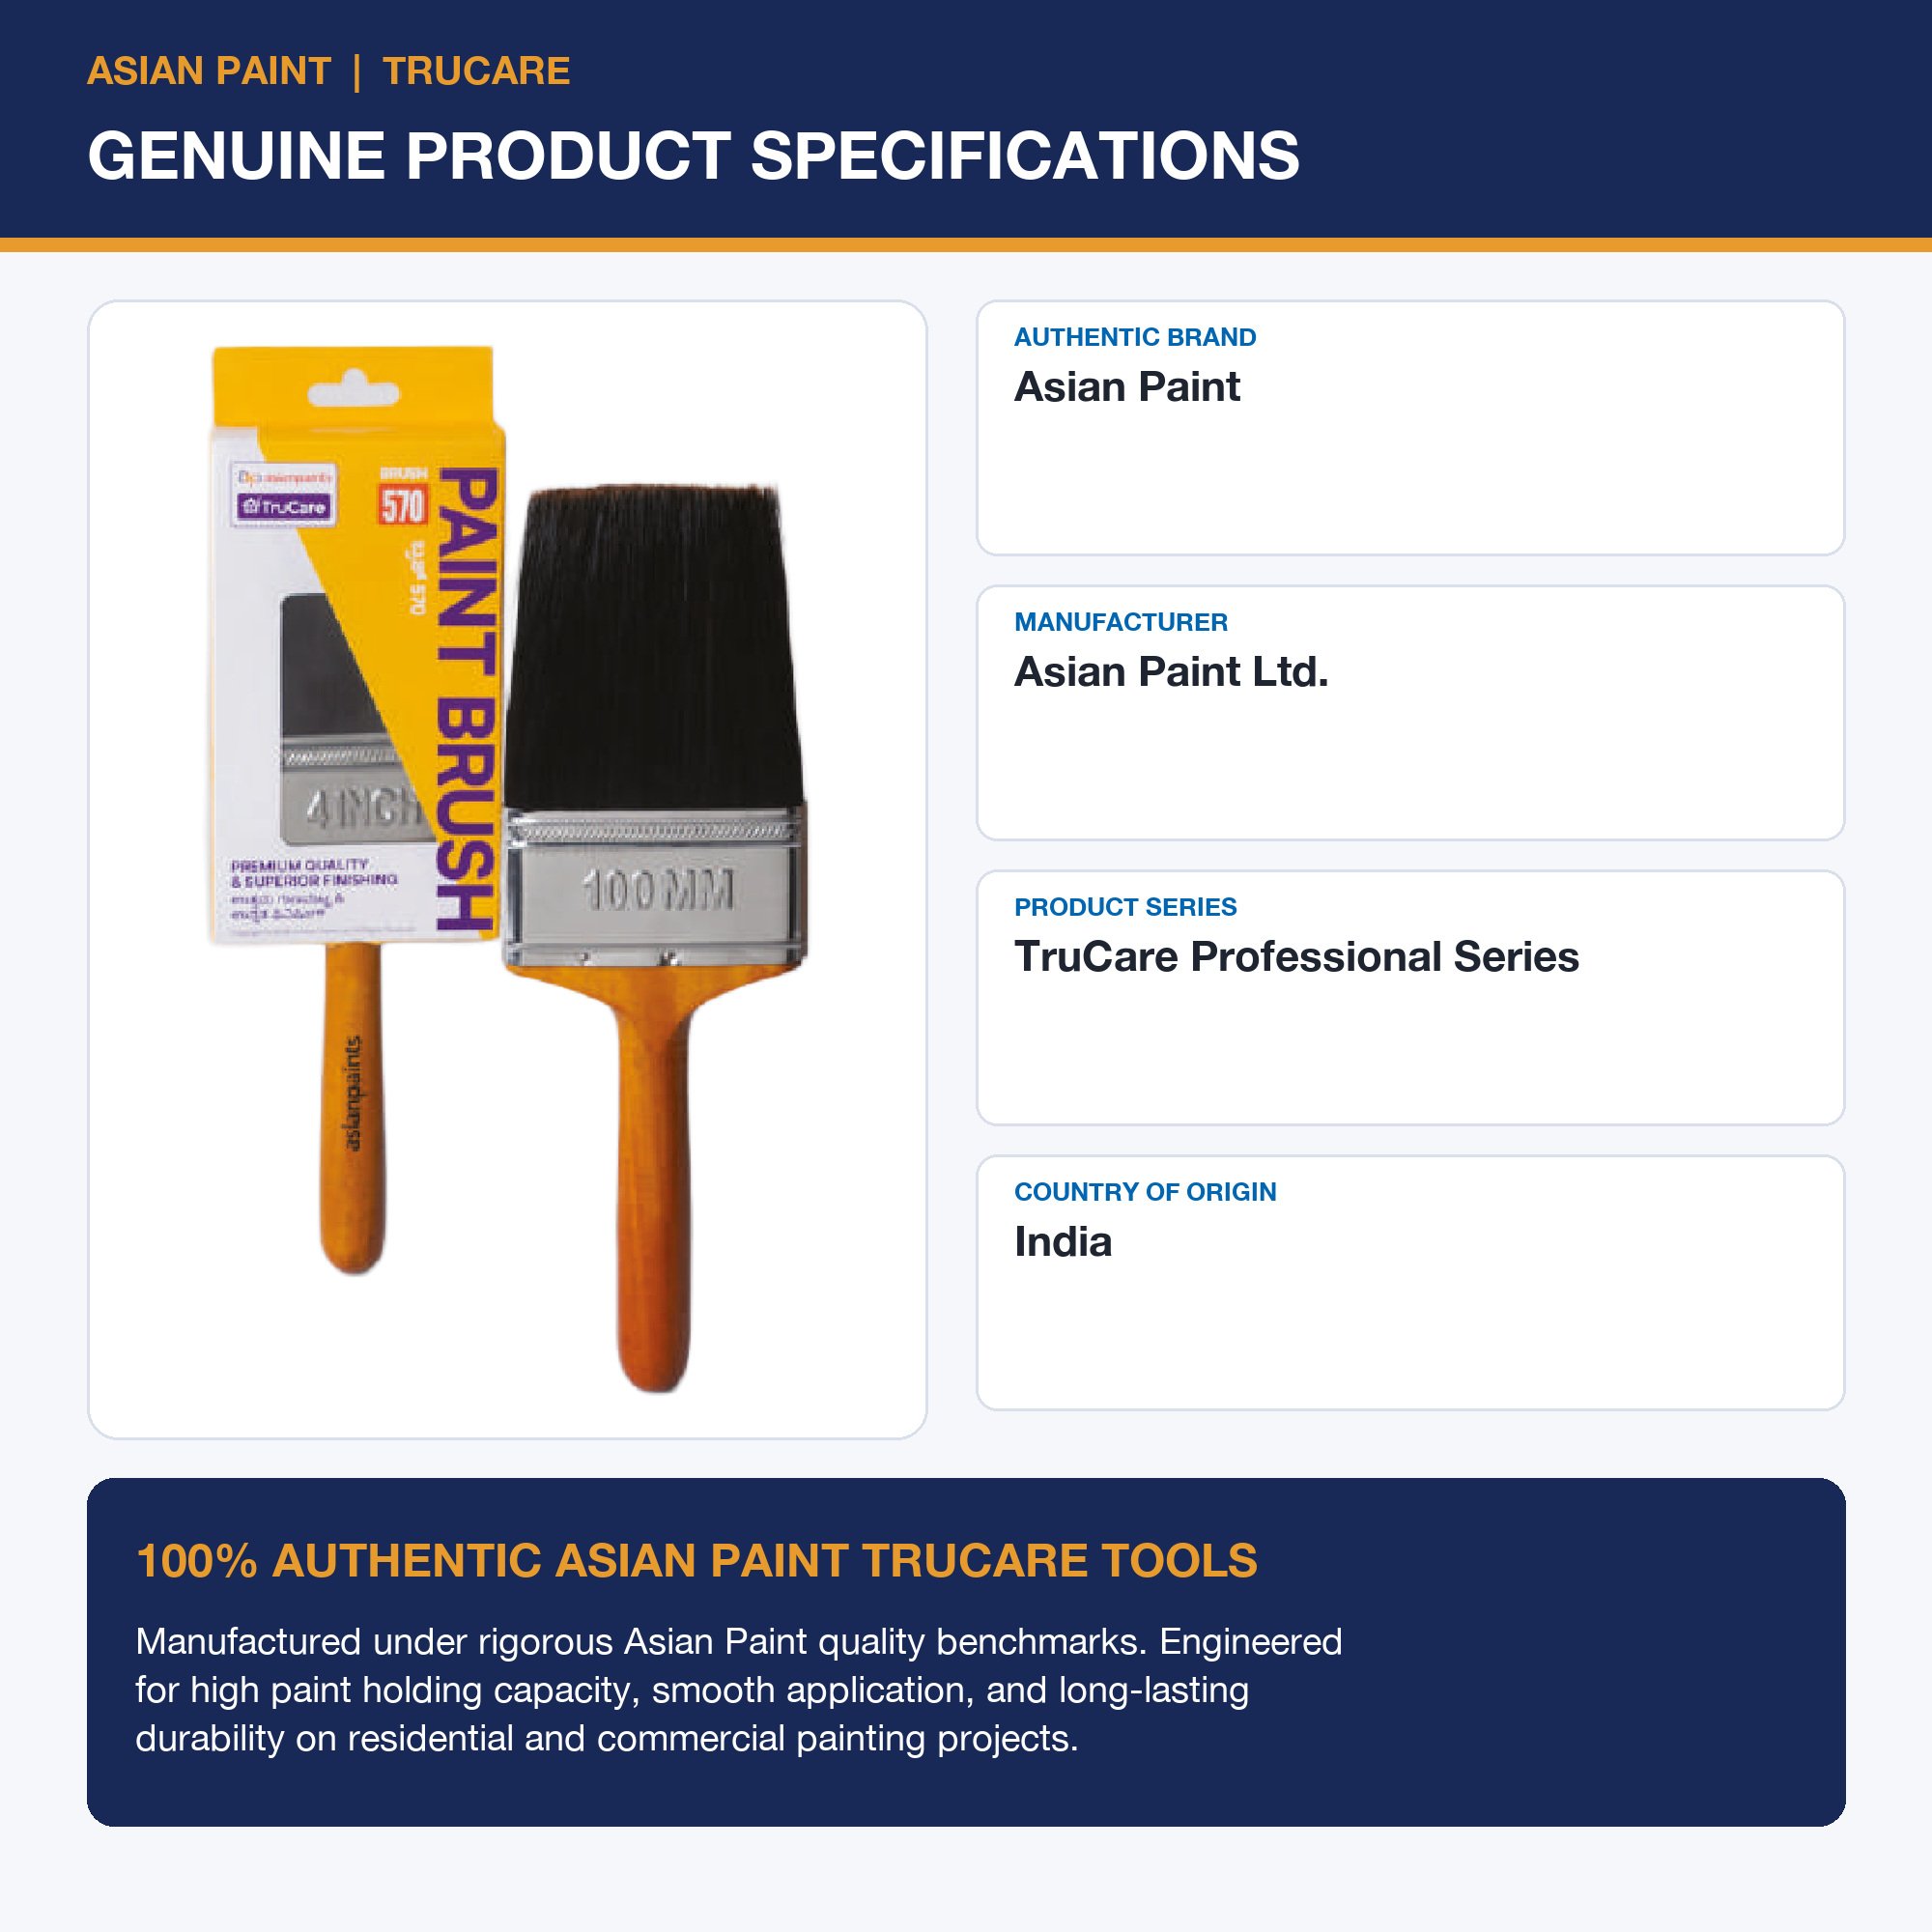 ASIAN PAINT | TRUCARE
GENUINE PRODUCT SPECIFICATIONS
asianpaints
TruCare
BRUSH
570
PAINT BRUSH
570
4 INCH
PREMIUM QUALITY
& SUPERIOR FINISHING
asianpaints
100 MM
AUTHENTIC BRAND
Asian Paint
MANUFACTURER
Asian Paint Ltd.
PRODUCT SERIES
TruCare Professional Series
COUNTRY OF ORIGIN
India
100% AUTHENTIC ASIAN PAINT TRUCARE TOOLS
Manufactured under rigorous Asian Paint quality benchmarks. Engineered
for high paint holding capacity, smooth application, and long-lasting
durability on residential and commercial painting projects.